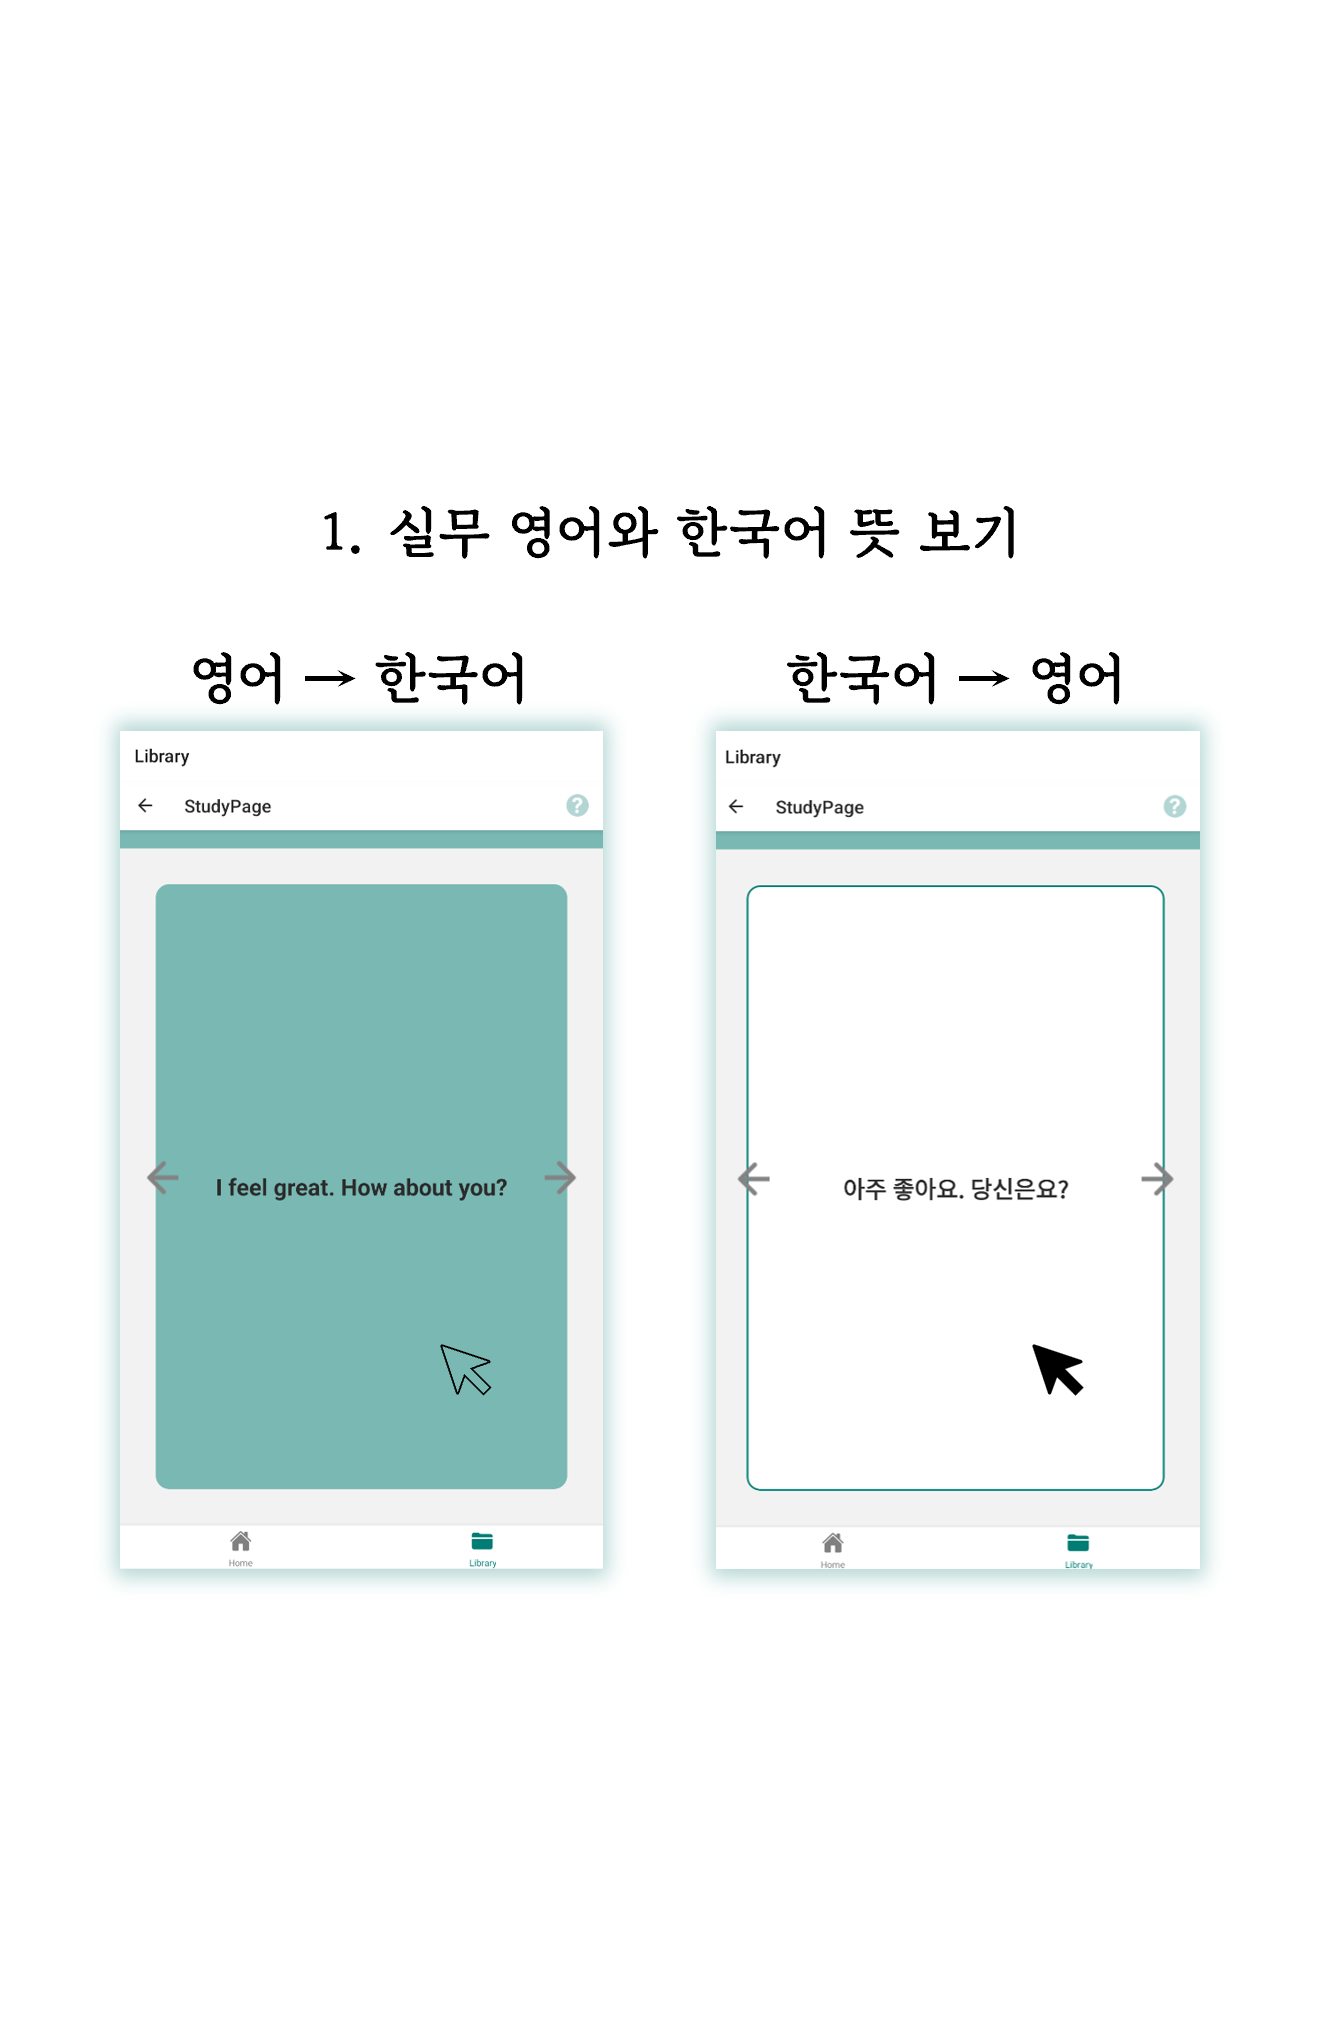 1. 실무 영어와 한국어 뜻 보기
영어 → 한국어
Library
← StudyPage ?
← I feel great. How about you? →
Home Library
한국어 → 영어
Library
← StudyPage ?
← 아주 좋아요. 당신은요? →
Home Library